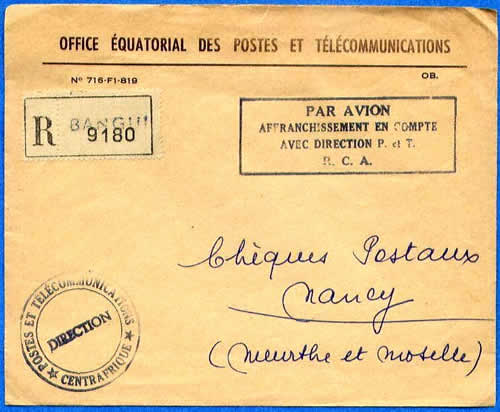 OFFICE ÉQUATORIAL DES POSTES ET TÉLÉCOMMUNICATIONS
Nº 716-F1-819
OB.
R BANGUI
9180
PAR AVION
AFFRANCHISSEMENT EN COMPTE
AVEC DIRECTION P. et T.
R. C. A.
Chèques Postaux
Nancy
(Meurthe et Moselle)
★ POSTES ET TÉLÉCOMMUNICATIONS ★
DIRECTION
CENTRAFRIQUE